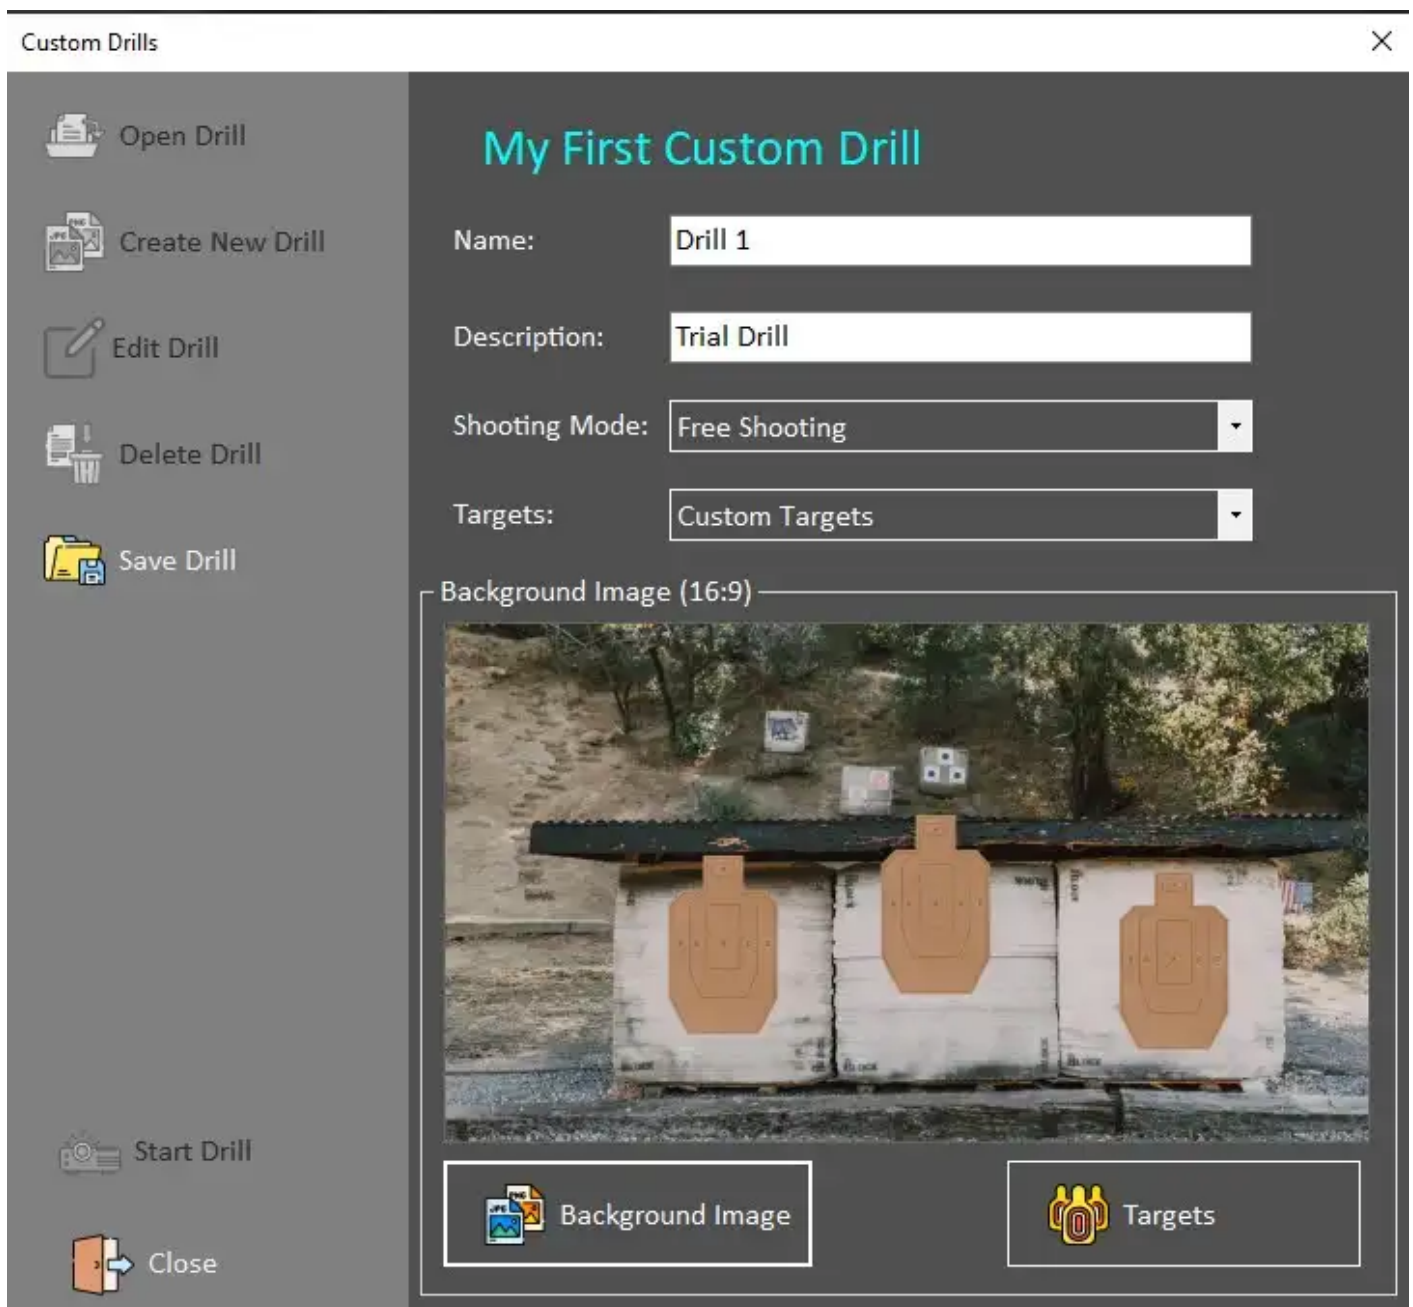 Custom Drills
Open Drill
Create New Drill
Edit Drill
Delete Drill
Save Drill
Start Drill
Close
My First Custom Drill
Name: Drill 1
Description: Trial Drill
Shooting Mode: Free Shooting
Targets: Custom Targets
Background Image (16:9)
Background Image
Targets